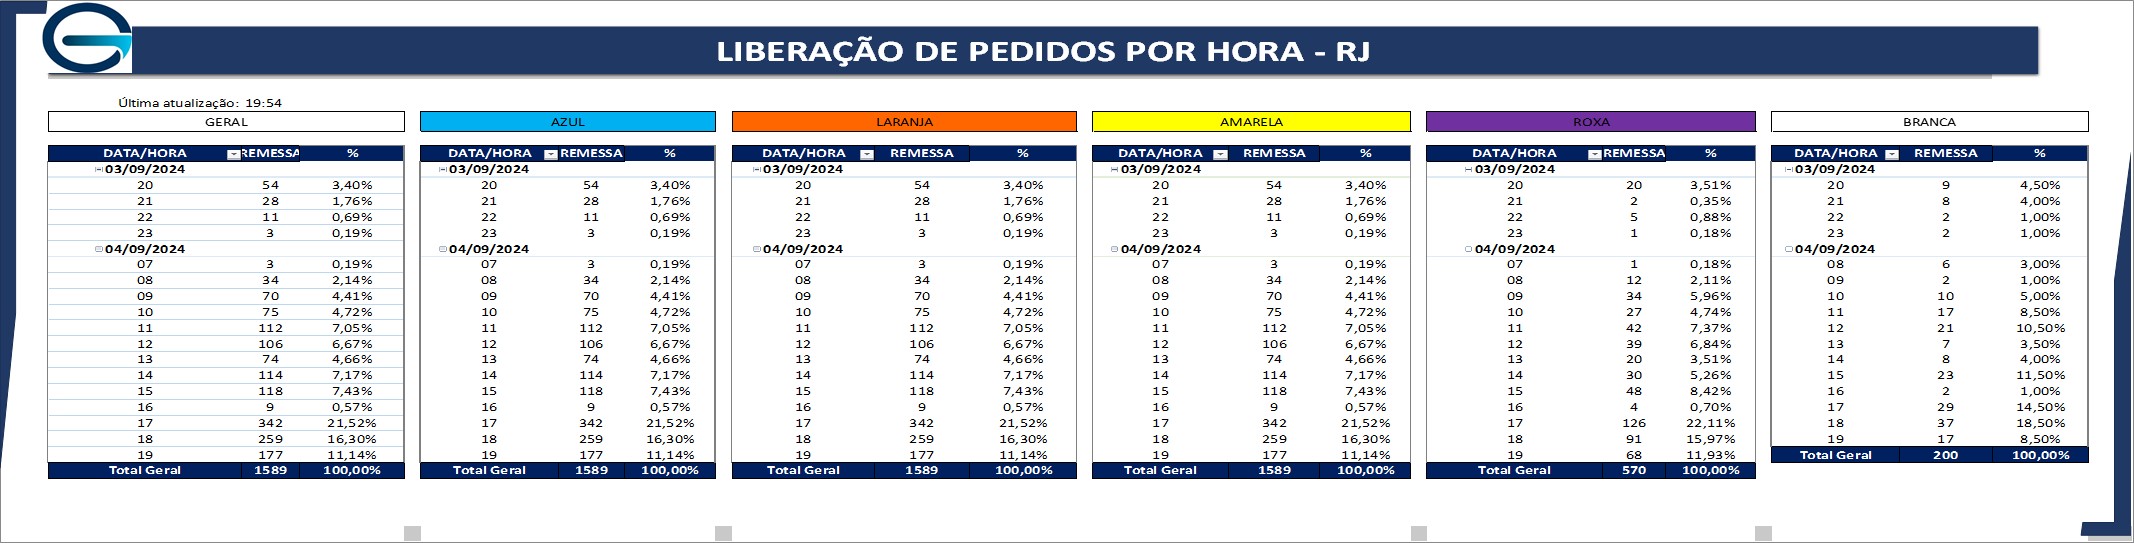 LIBERAÇÃO DE PEDIDOS POR HORA - RJ
Última atualização: 19:54
GERAL AZUL LARANJA AMARELA ROXA BRANCA
DATA/HORA REMESSA % DATA/HORA REMESSA % DATA/HORA REMESSA % DATA/HORA REMESSA % DATA/HORA REMESSA % DATA/HORA REMESSA %
03/09/2024 03/09/2024 03/09/2024 03/09/2024 03/09/2024 03/09/2024
20 54 3,40% 20 54 3,40% 20 54 3,40% 20 54 3,40% 20 20 3,51% 20 9 4,50%
21 28 1,76% 21 28 1,76% 21 28 1,76% 21 28 1,76% 21 2 0,35% 21 8 4,00%
22 11 0,69% 22 11 0,69% 22 11 0,69% 22 11 0,69% 22 5 0,88% 22 2 1,00%
23 3 0,19% 23 3 0,19% 23 3 0,19% 23 3 0,19% 23 1 0,18% 23 2 1,00%
04/09/2024 04/09/2024 04/09/2024 04/09/2024 04/09/2024 04/09/2024
07 3 0,19% 07 3 0,19% 07 3 0,19% 07 3 0,19% 07 1 0,18% 08 6 3,00%
08 34 2,14% 08 34 2,14% 08 34 2,14% 08 34 2,14% 08 12 2,11% 09 2 1,00%
09 70 4,41% 09 70 4,41% 09 70 4,41% 09 70 4,41% 09 34 5,96% 10 10 5,00%
10 75 4,72% 10 75 4,72% 10 75 4,72% 10 75 4,72% 10 27 4,74% 11 17 8,50%
11 112 7,05% 11 112 7,05% 11 112 7,05% 11 112 7,05% 11 42 7,37% 12 21 10,50%
12 106 6,67% 12 106 6,67% 12 106 6,67% 12 106 6,67% 12 39 6,84% 13 7 3,50%
13 74 4,66% 13 74 4,66% 13 74 4,66% 13 74 4,66% 13 20 3,51% 14 8 4,00%
14 114 7,17% 14 114 7,17% 14 114 7,17% 14 114 7,17% 14 30 5,26% 15 23 11,50%
15 118 7,43% 15 118 7,43% 15 118 7,43% 15 118 7,43% 15 48 8,42% 16 2 1,00%
16 9 0,57% 16 9 0,57% 16 9 0,57% 16 9 0,57% 16 4 0,70% 17 29 14,50%
17 342 21,52% 17 342 21,52% 17 342 21,52% 17 342 21,52% 17 126 22,11% 18 37 18,50%
18 259 16,30% 18 259 16,30% 18 259 16,30% 18 259 16,30% 18 91 15,97% 19 17 8,50%
19 177 11,14% 19 177 11,14% 19 177 11,14% 19 177 11,14% 19 68 11,93% Total Geral 200 100,00%
Total Geral 1589 100,00% Total Geral 1589 100,00% Total Geral 1589 100,00% Total Geral 1589 100,00% Total Geral 570 100,00%